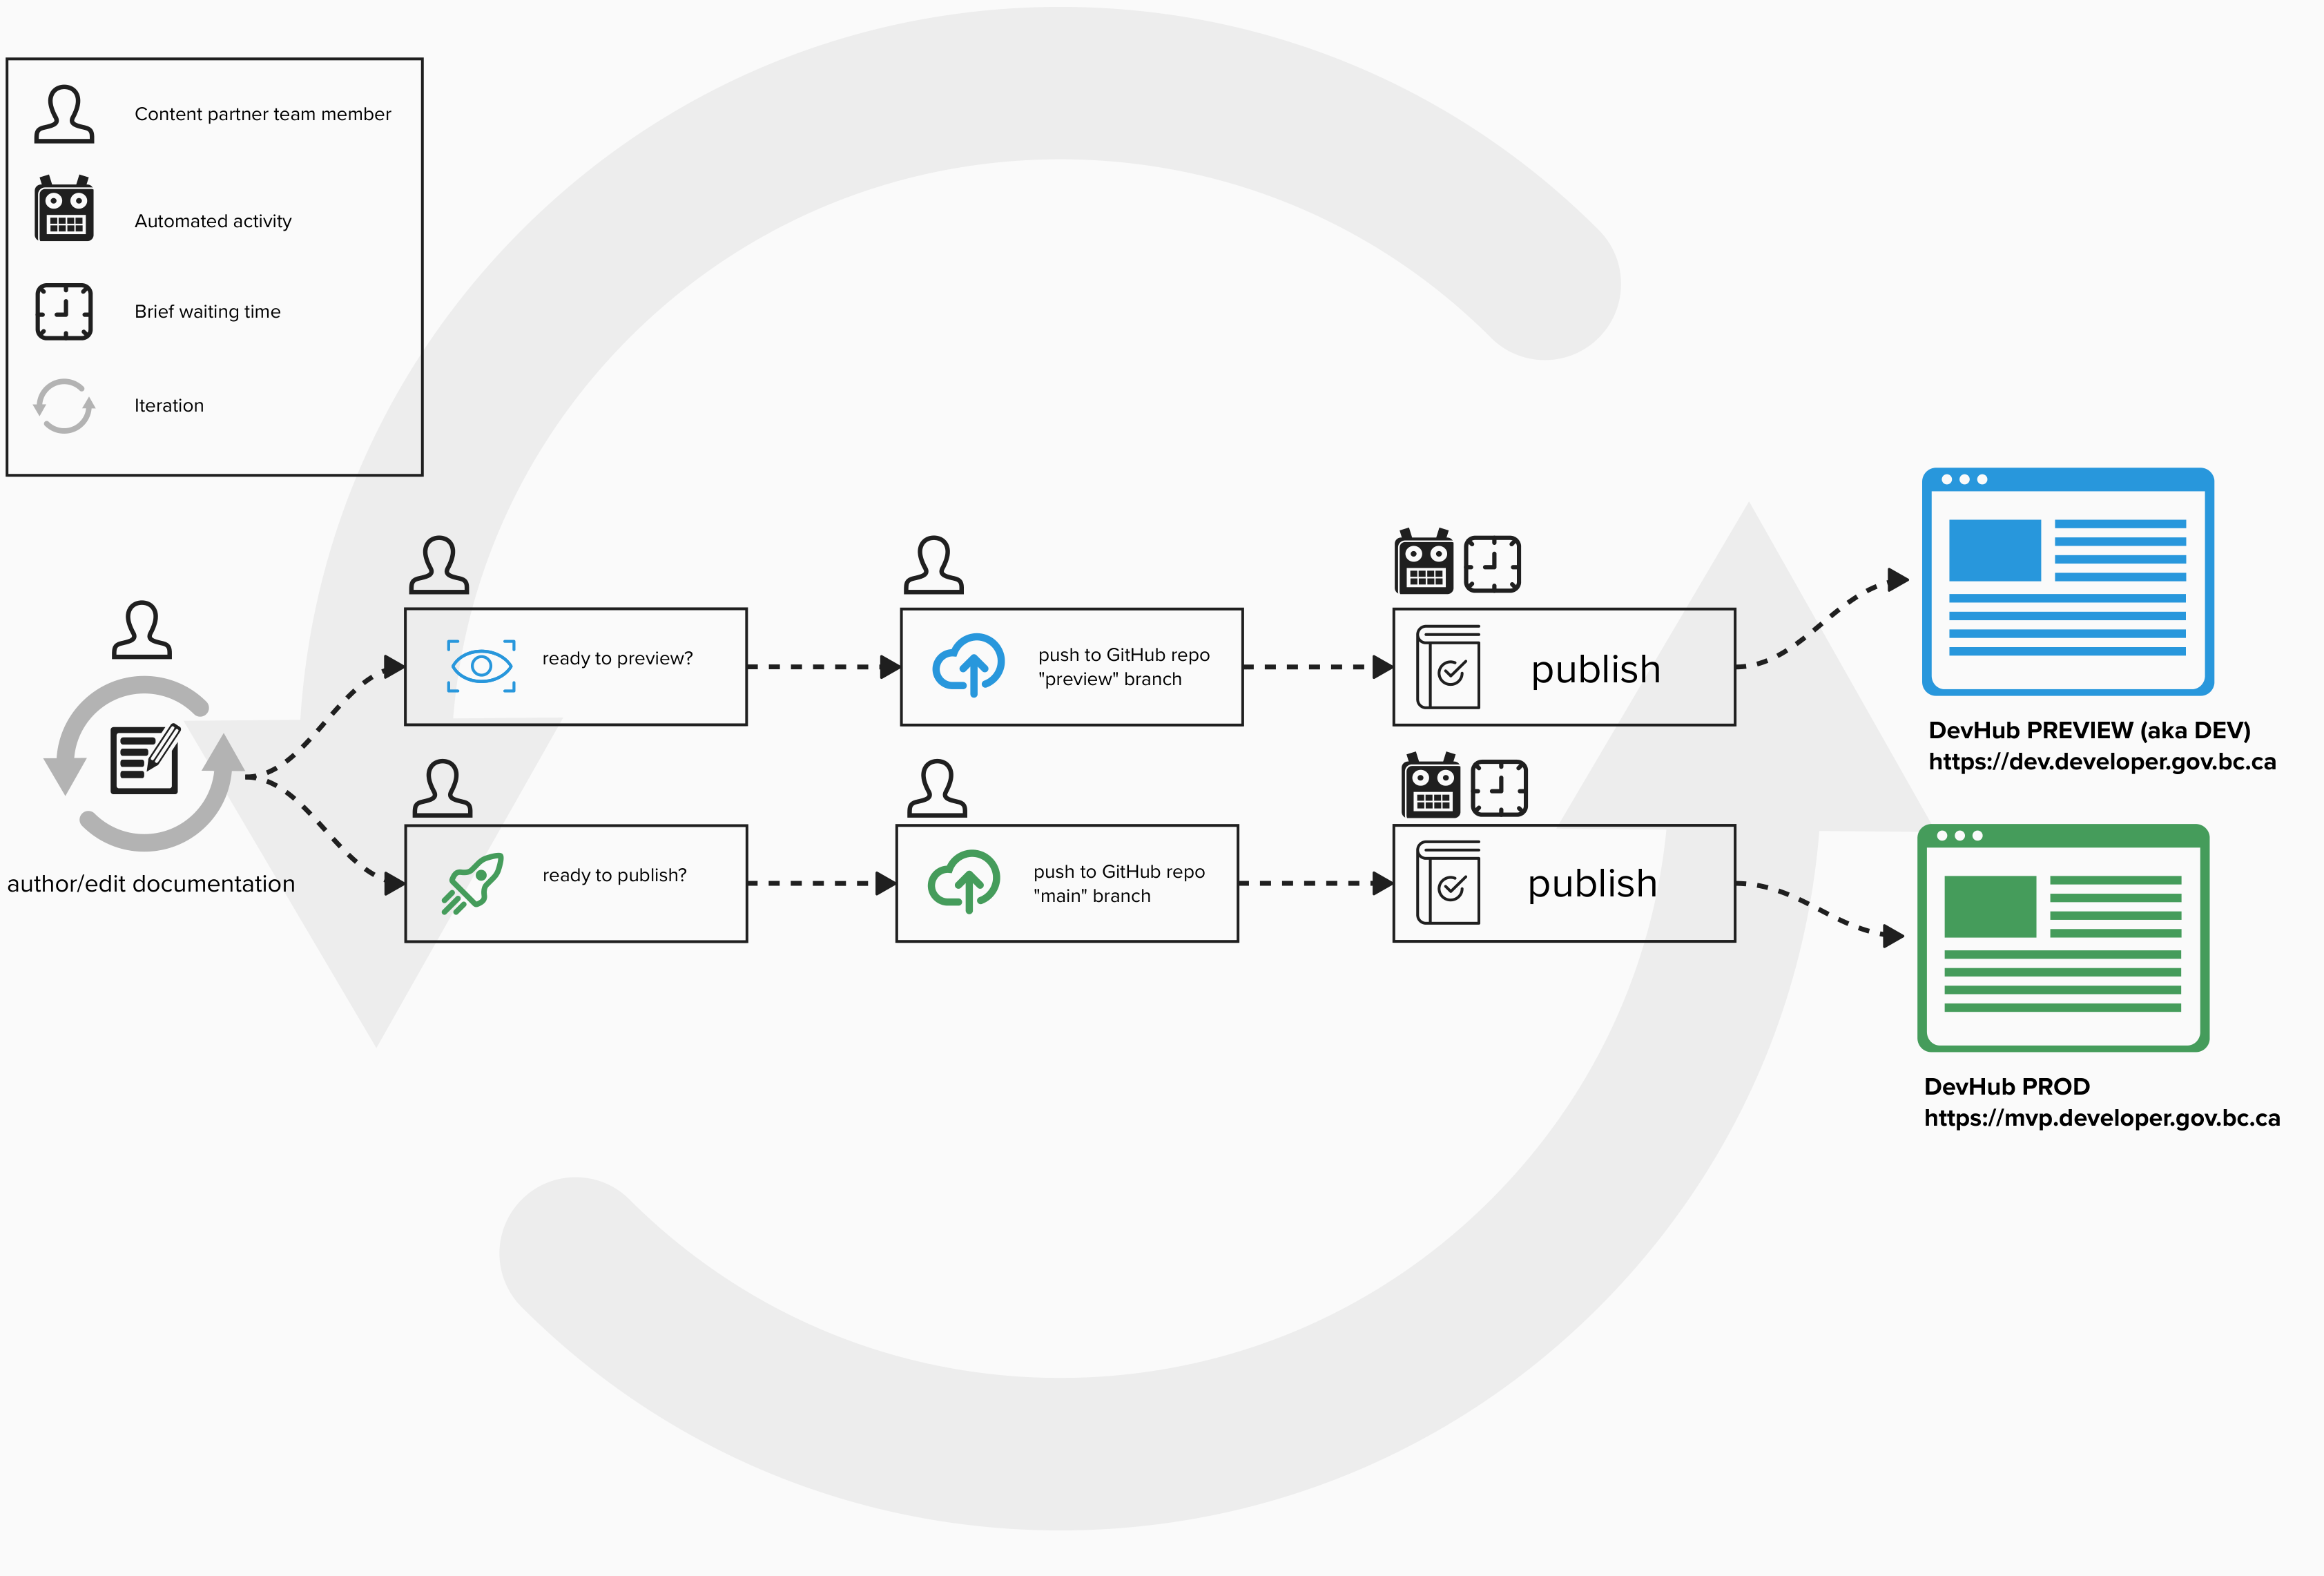 Content partner team member
Automated activity
Brief waiting time
Iteration
author/edit documentation
ready to preview?
push to GitHub repo
"preview" branch
publish
DevHub PREVIEW (aka DEV)
https://dev.developer.gov.bc.ca
ready to publish?
push to GitHub repo
"main" branch
publish
DevHub PROD
https://mvp.developer.gov.bc.ca